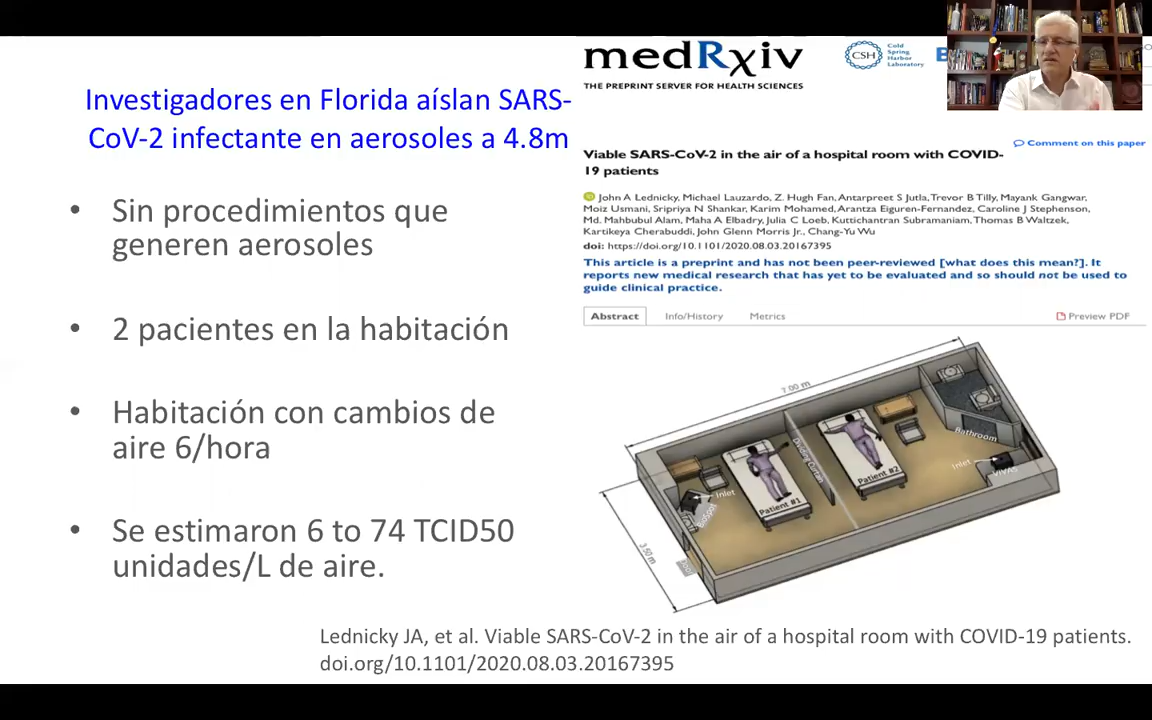 Investigadores en Florida aíslan SARS-
CoV-2 infectante en aerosoles a 4.8m
• Sin procedimientos que
generen aerosoles
• 2 pacientes en la habitación
• Habitación con cambios de
aire 6/hora
• Se estimaron 6 to 74 TCID50
unidades/L de aire.
medRxiv
THE PREPRINT SERVER FOR HEALTH SCIENCES
CSH
Cold
Spring
Harbor
Laboratory
B
Comment on this paper
Viable SARS-CoV-2 in the air of a hospital room with COVID-
19 patients
John A Lednicky, Michael Lauzardo, Z. Hugh Fan, Antarpreet S Jutla, Trevor B Tilly, Mayank Gangwar,
Moiz Usmani, Sripriya N Shankar, Karim Mohamed, Arantza Eiguren-Fernandez, Caroline J Stephenson,
Md. Mahbubul Alam, Maha A Elbadry, Julia C Loeb, Kuttichantran Subramaniam, Thomas B Waltzek,
Kartikeya Cherabuddi, John Glenn Morris Jr., Chang-Yu Wu
doi: https://doi.org/10.1101/2020.08.03.20167395
This article is a preprint and has not been peer-reviewed [what does this mean?]. It
reports new medical research that has yet to be evaluated and so should not be used to
guide clinical practice.
Abstract
Info/History
Metrics
Preview PDF
7.00 m
3.50 m
Door
Inlet
BioSpot
Patient #1
Dividing Curtain
Patient #2
Bathroom
Inlet
VIVAS
Lednicky JA, et al. Viable SARS-CoV-2 in the air of a hospital room with COVID-19 patients.
doi.org/10.1101/2020.08.03.20167395